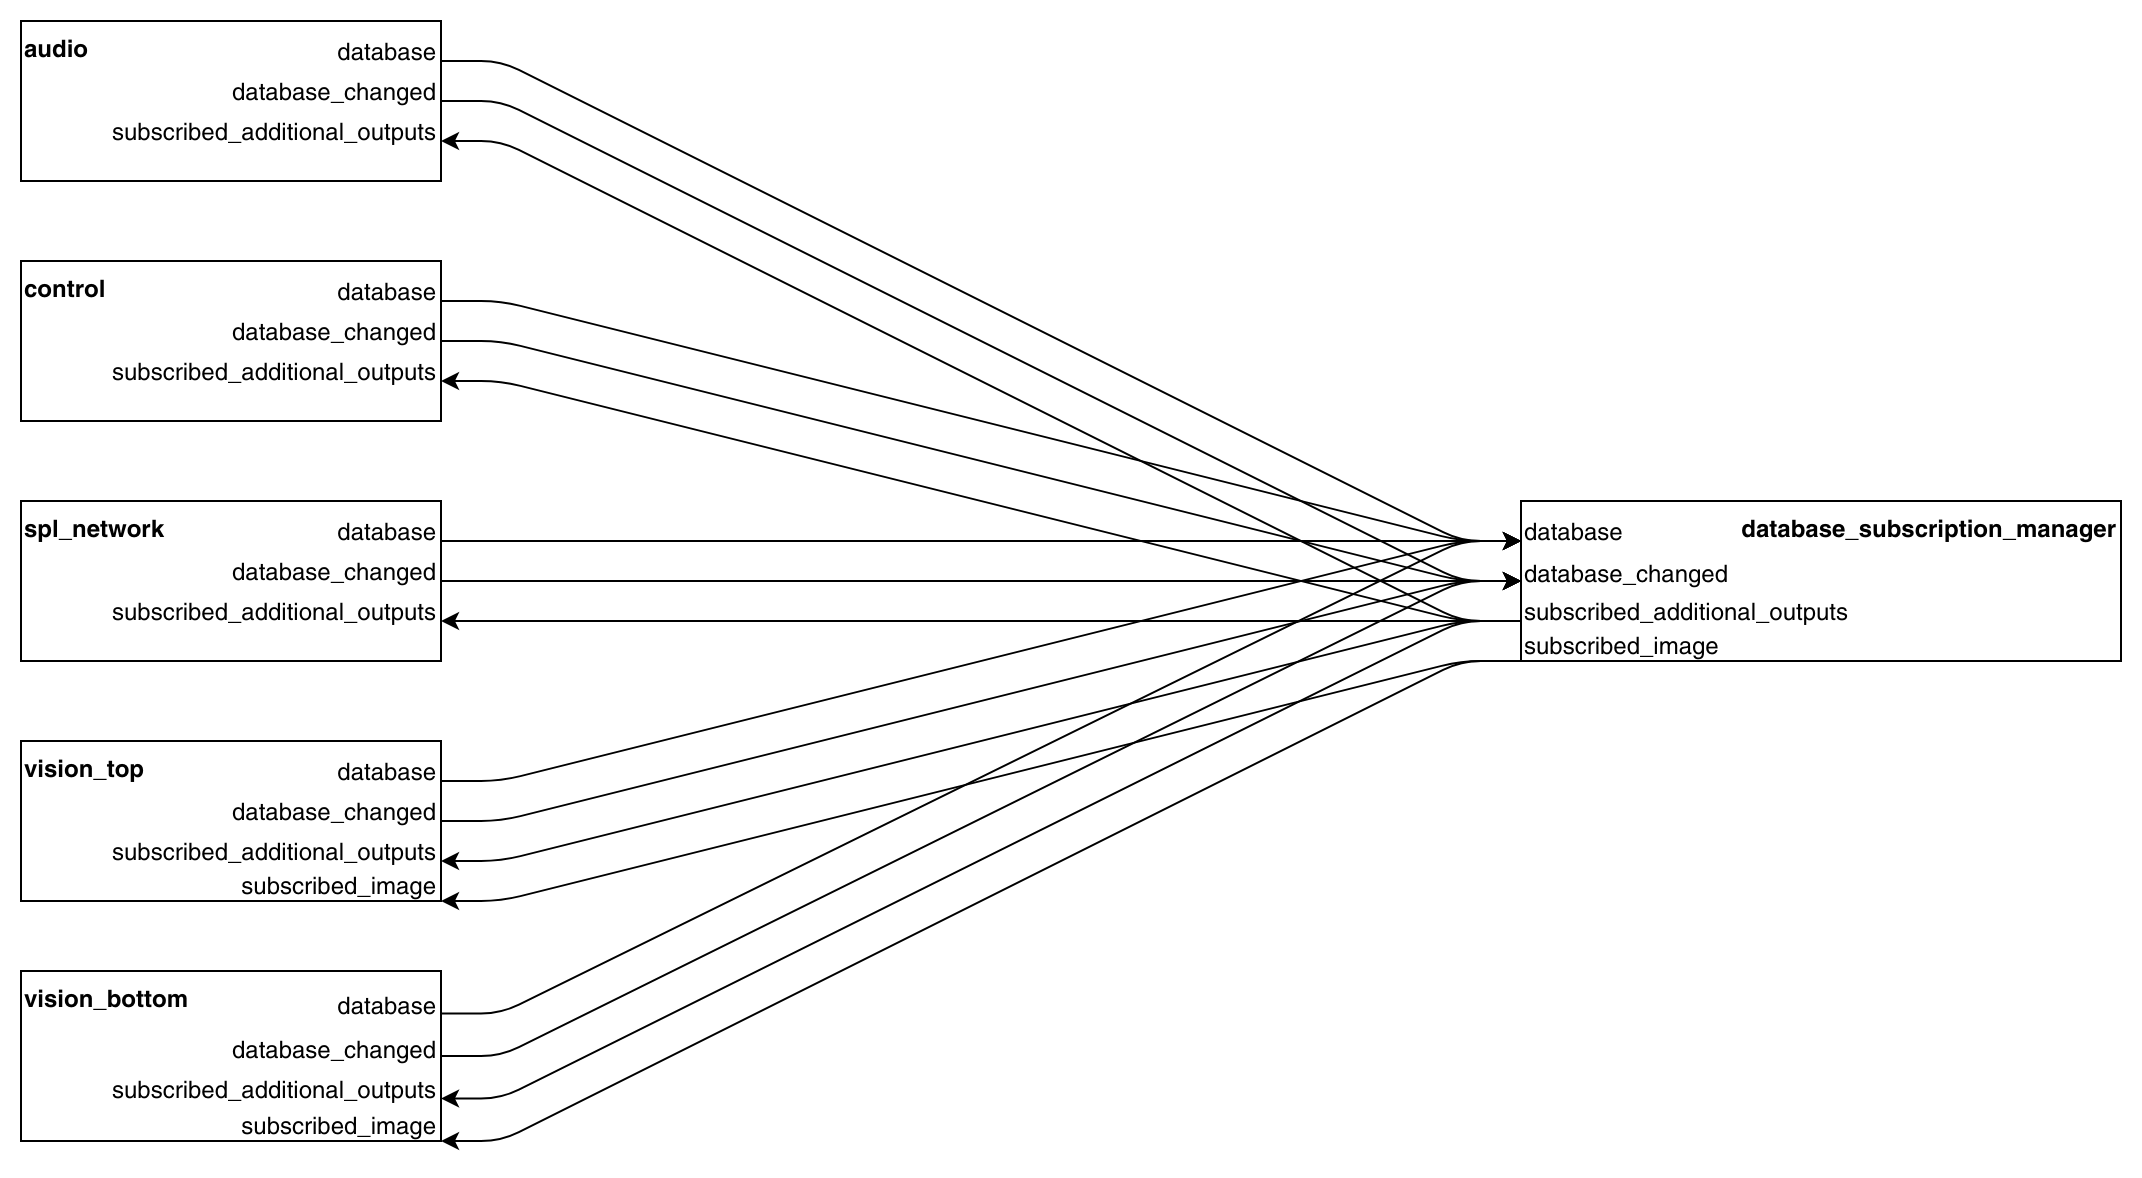 audio
database
database_changed
subscribed_additional_outputs
control
database
database_changed
subscribed_additional_outputs
spl_network
database
database_changed
subscribed_additional_outputs
vision_top
database
database_changed
subscribed_additional_outputs
subscribed_image
vision_bottom
database
database_changed
subscribed_additional_outputs
subscribed_image
database
database_subscription_manager
database_changed
subscribed_additional_outputs
subscribed_image